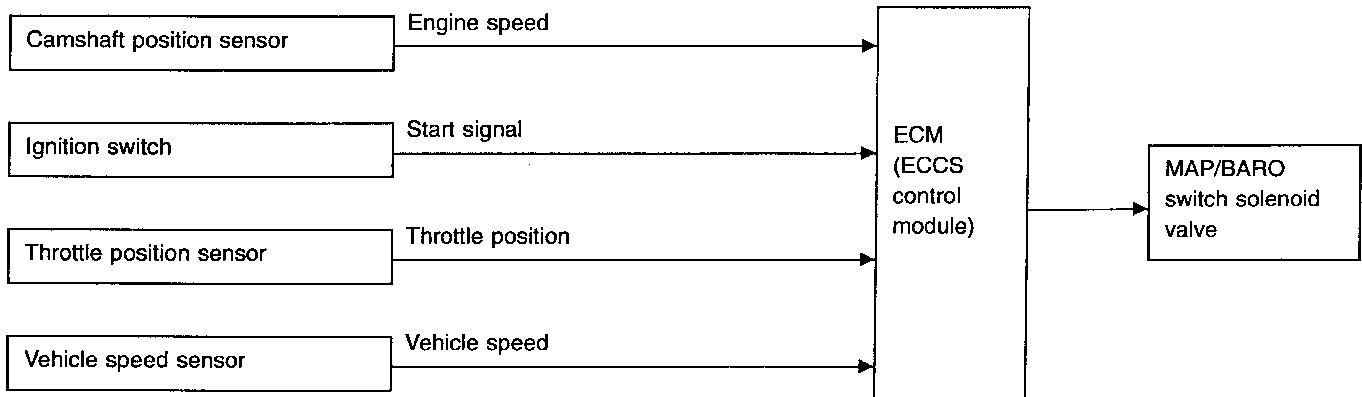 Camshaft position sensor
Engine speed
Ignition switch
Start signal
Throttle position sensor
Throttle position
Vehicle speed sensor
Vehicle speed
ECM
(ECCS
control
module)
MAP/BARO
switch solenoid
valve